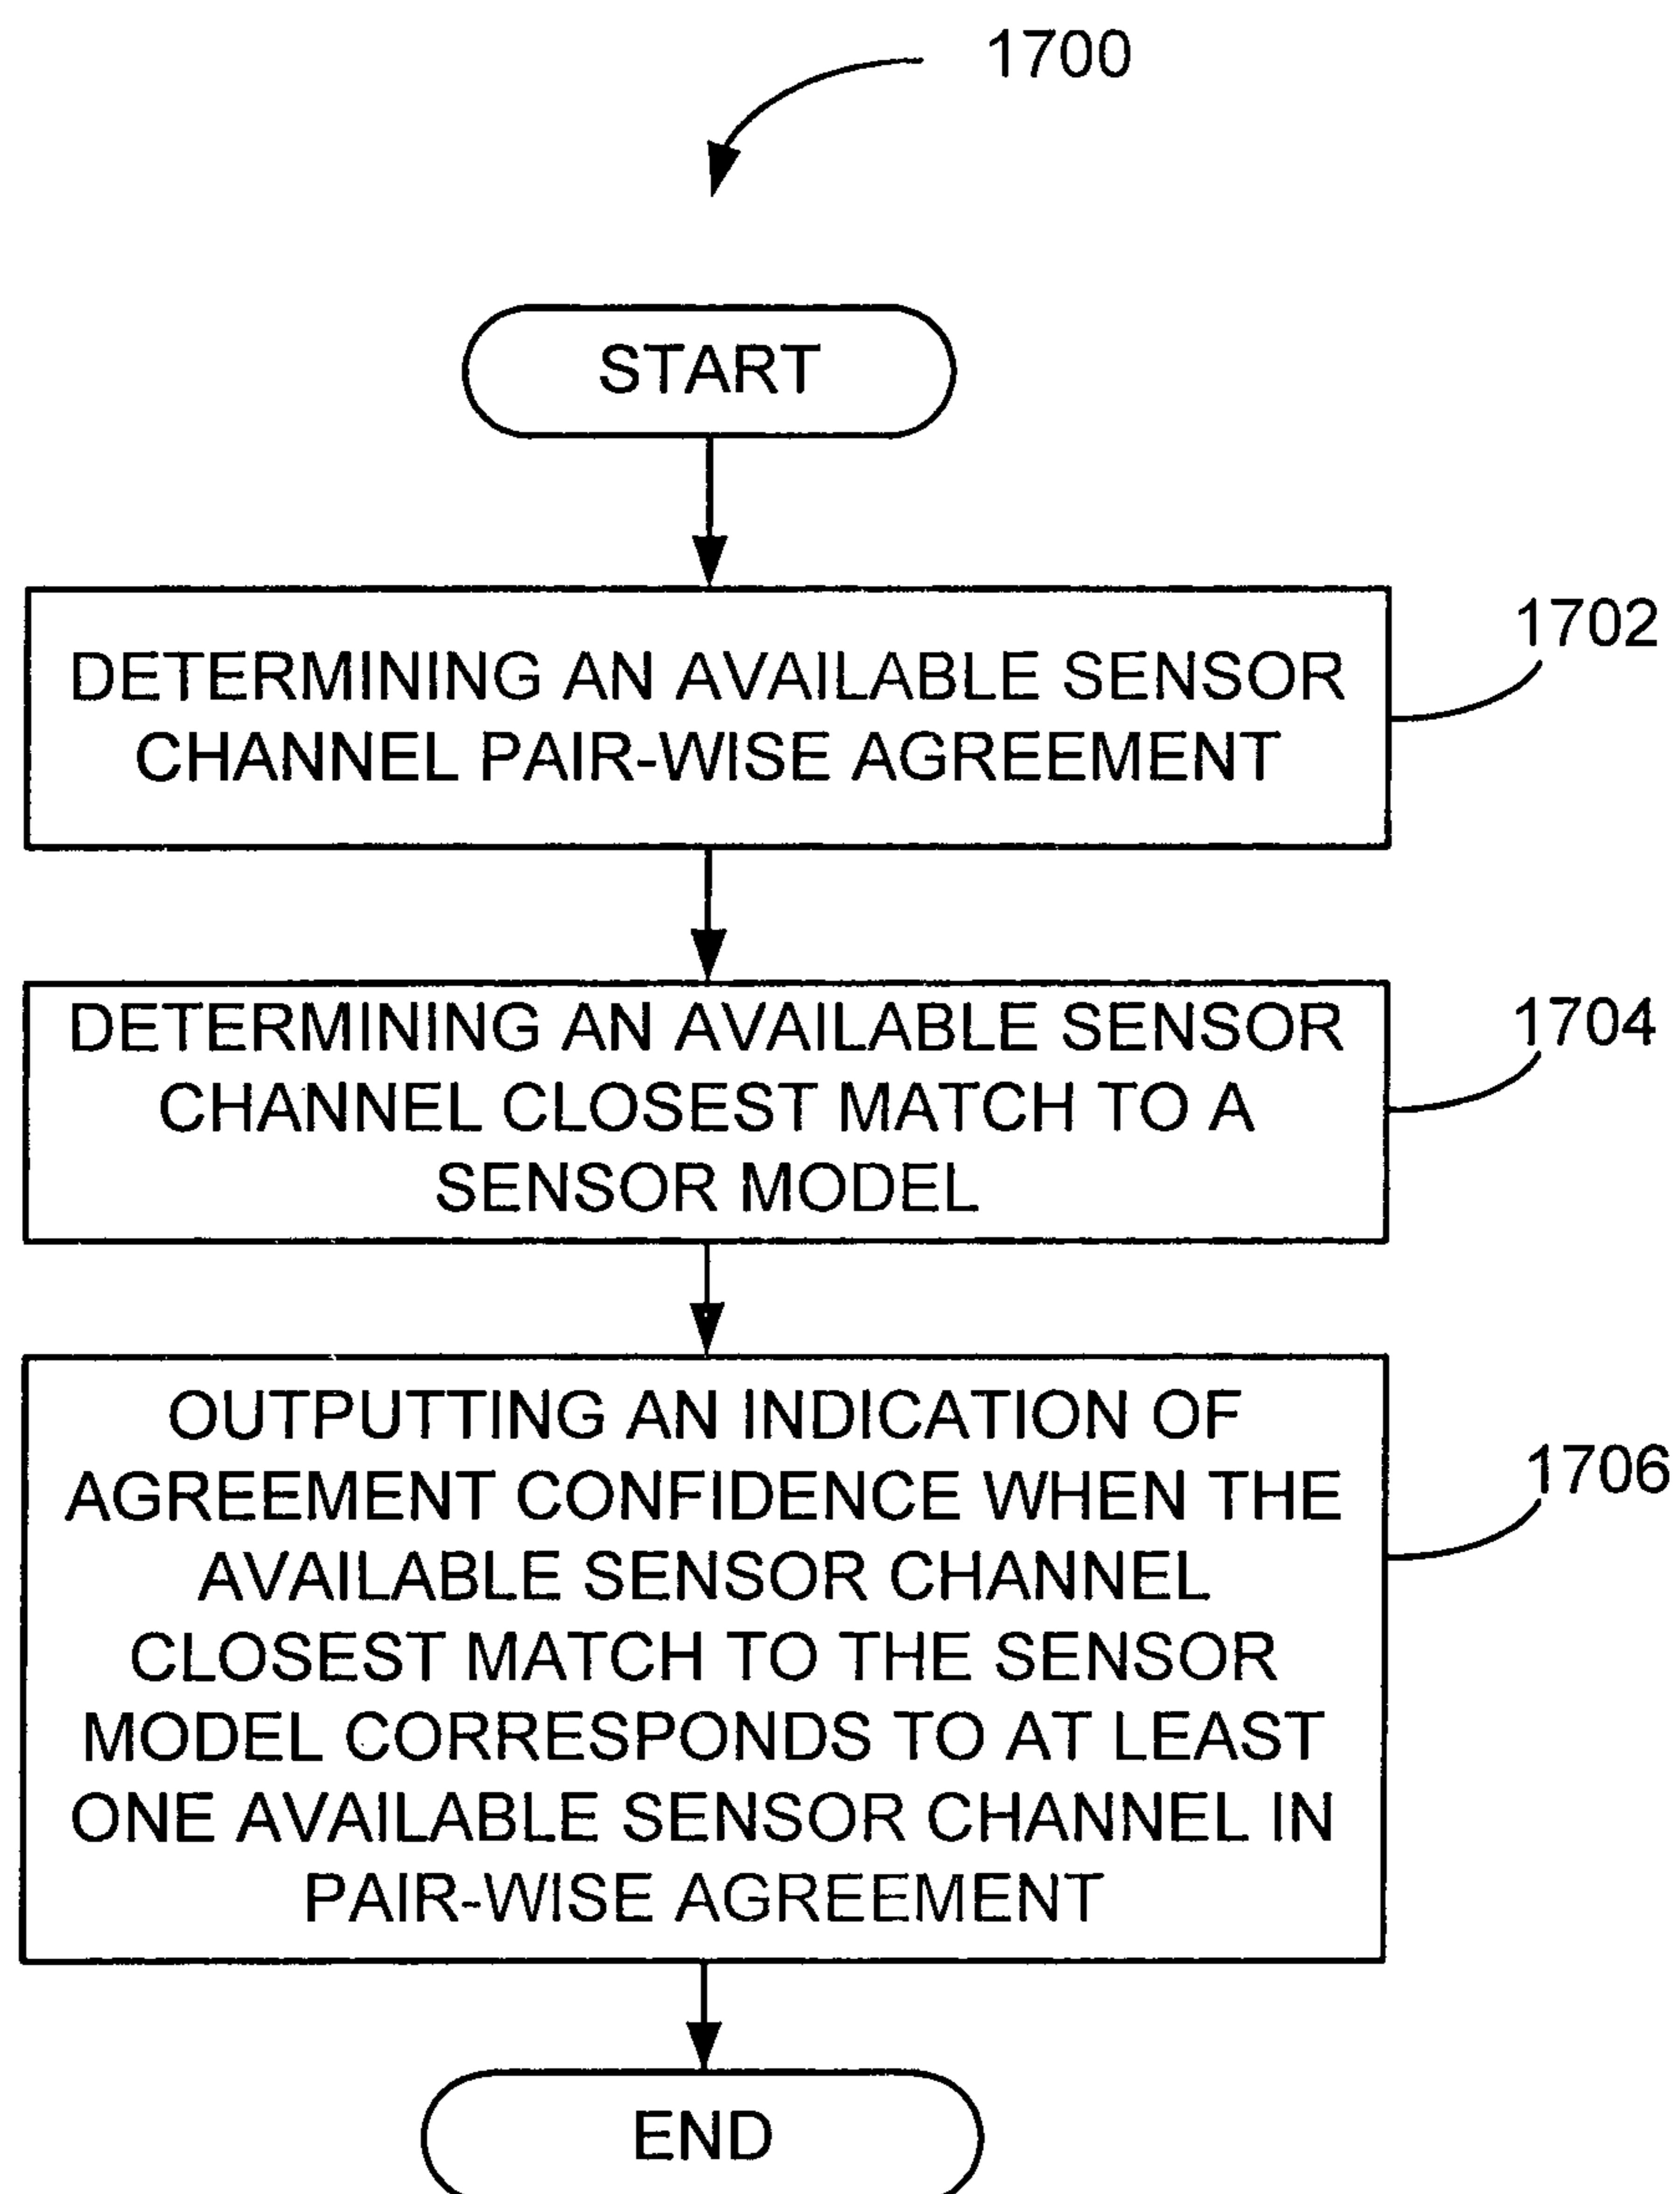 1700
START
DETERMINING AN AVAILABLE SENSOR
CHANNEL PAIR-WISE AGREEMENT
1702
DETERMINING AN AVAILABLE SENSOR
CHANNEL CLOSEST MATCH TO A
SENSOR MODEL
1704
OUTPUTTING AN INDICATION OF
AGREEMENT CONFIDENCE WHEN THE
AVAILABLE SENSOR CHANNEL
CLOSEST MATCH TO THE SENSOR
MODEL CORRESPONDS TO AT LEAST
ONE AVAILABLE SENSOR CHANNEL IN
PAIR-WISE AGREEMENT
1706
END